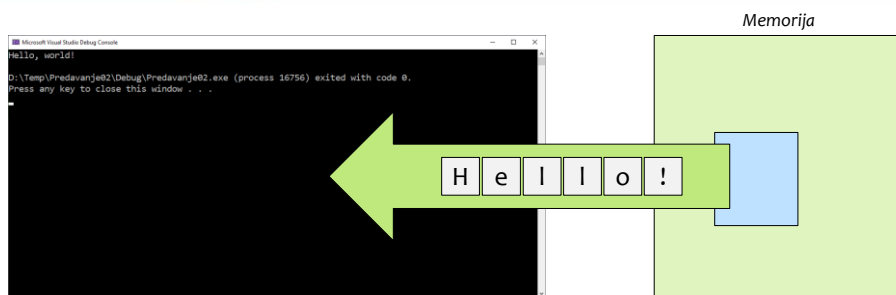 Memorija
Microsoft Visual Studio Debug Console
Hello, world!
D:\Temp\Predavanje02\Debug\Predavanje02.exe (process 16756) exited with code 0.
Press any key to close this window . . .
H e l l o !